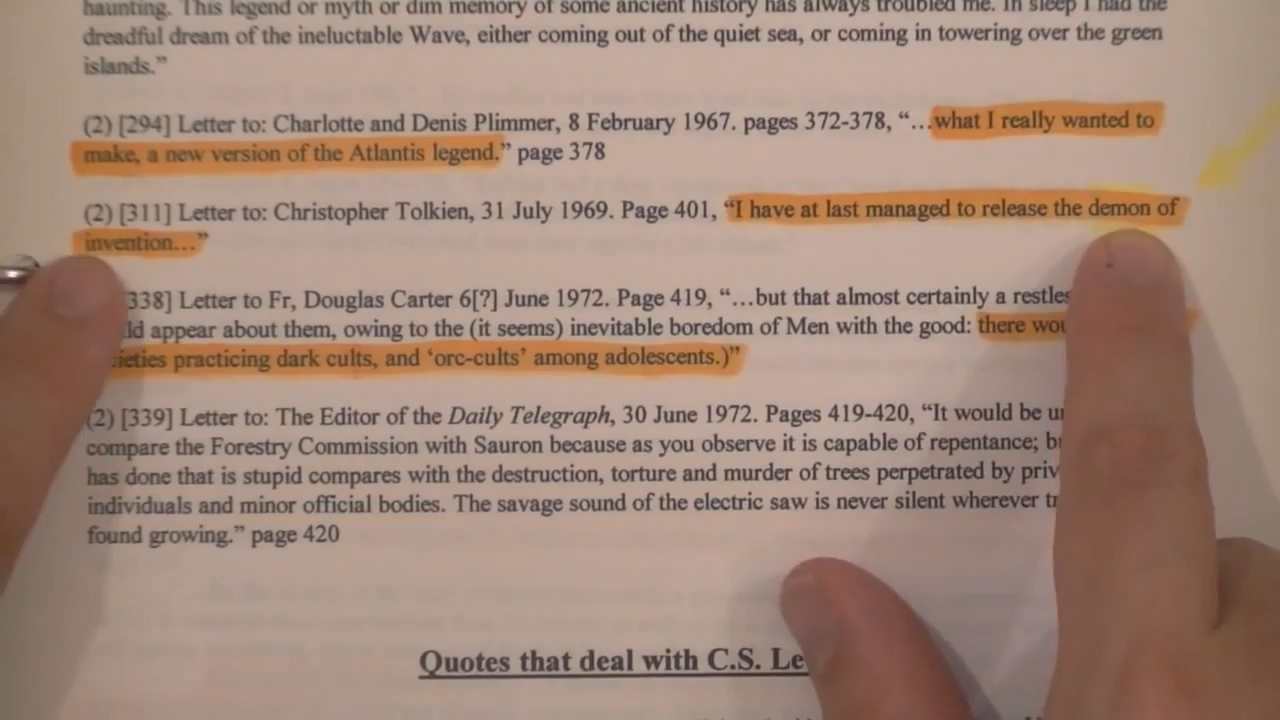 haunting. This legend or myth or dim memory of some ancient history has always troubled me. In sleep I had the
dreadful dream of the ineluctable Wave, either coming out of the quiet sea, or coming in towering over the green
islands.”
(2) [294] Letter to: Charlotte and Denis Plimmer, 8 February 1967. pages 372-378, “…what I really wanted to
make, a new version of the Atlantis legend.” page 378
(2) [311] Letter to: Christopher Tolkien, 31 July 1969. Page 401, “I have at last managed to release the demon of
invention…”
338] Letter to Fr, Douglas Carter 6[?] June 1972. Page 419, “…but that almost certainly a restles
ld appear about them, owing to the (it seems) inevitable boredom of Men with the good: there wou
ieties practicing dark cults, and ‘orc-cults’ among adolescents.)”
(2) [339] Letter to: The Editor of the Daily Telegraph, 30 June 1972. Pages 419-420, “It would be
compare the Forestry Commission with Sauron because as you observe it is capable of repentance;
has done that is stupid compares with the destruction, torture and murder of trees perpetrated by priv
individuals and minor official bodies. The savage sound of the electric saw is never silent wherever
found growing.” page 420
Quotes that deal with C.S. Le